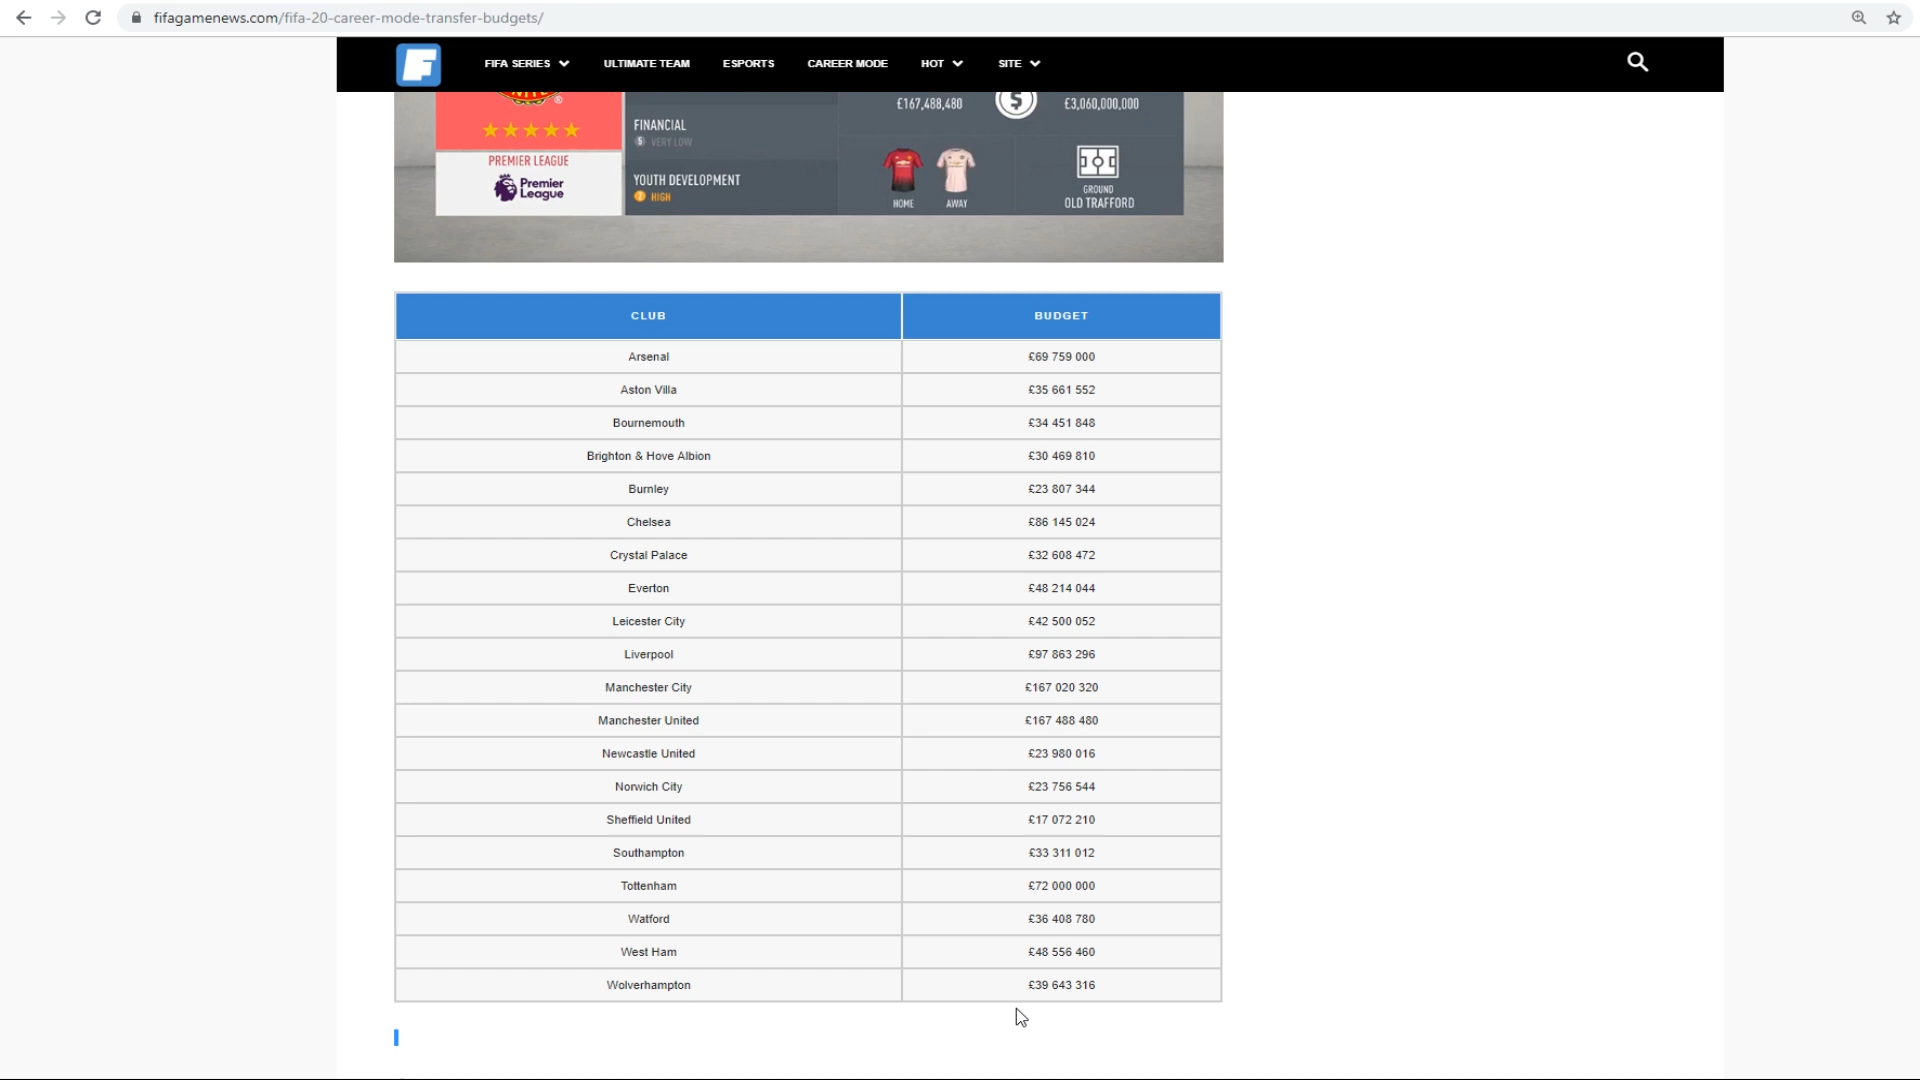 fifagamenews.com/fifa-20-career-mode-transfer-budgets/
FIFA SERIES ULTIMATE TEAM ESPORTS CAREER MODE HOT SITE
£167,488,480 $ £3,060,000,000
FINANCIAL
$ VERY LOW
PREMIER LEAGUE
Premier League
YOUTH DEVELOPMENT
HIGH
HOME AWAY
GROUND
OLD TRAFFORD
CLUB BUDGET
Arsenal £69 759 000
Aston Villa £35 661 552
Bournemouth £34 451 848
Brighton & Hove Albion £30 469 810
Burnley £23 807 344
Chelsea £86 145 024
Crystal Palace £32 608 472
Everton £48 214 044
Leicester City £42 500 052
Liverpool £97 863 296
Manchester City £167 020 320
Manchester United £167 488 480
Newcastle United £23 980 016
Norwich City £23 756 544
Sheffield United £17 072 210
Southampton £33 311 012
Tottenham £72 000 000
Watford £36 408 780
West Ham £48 556 460
Wolverhampton £39 643 316